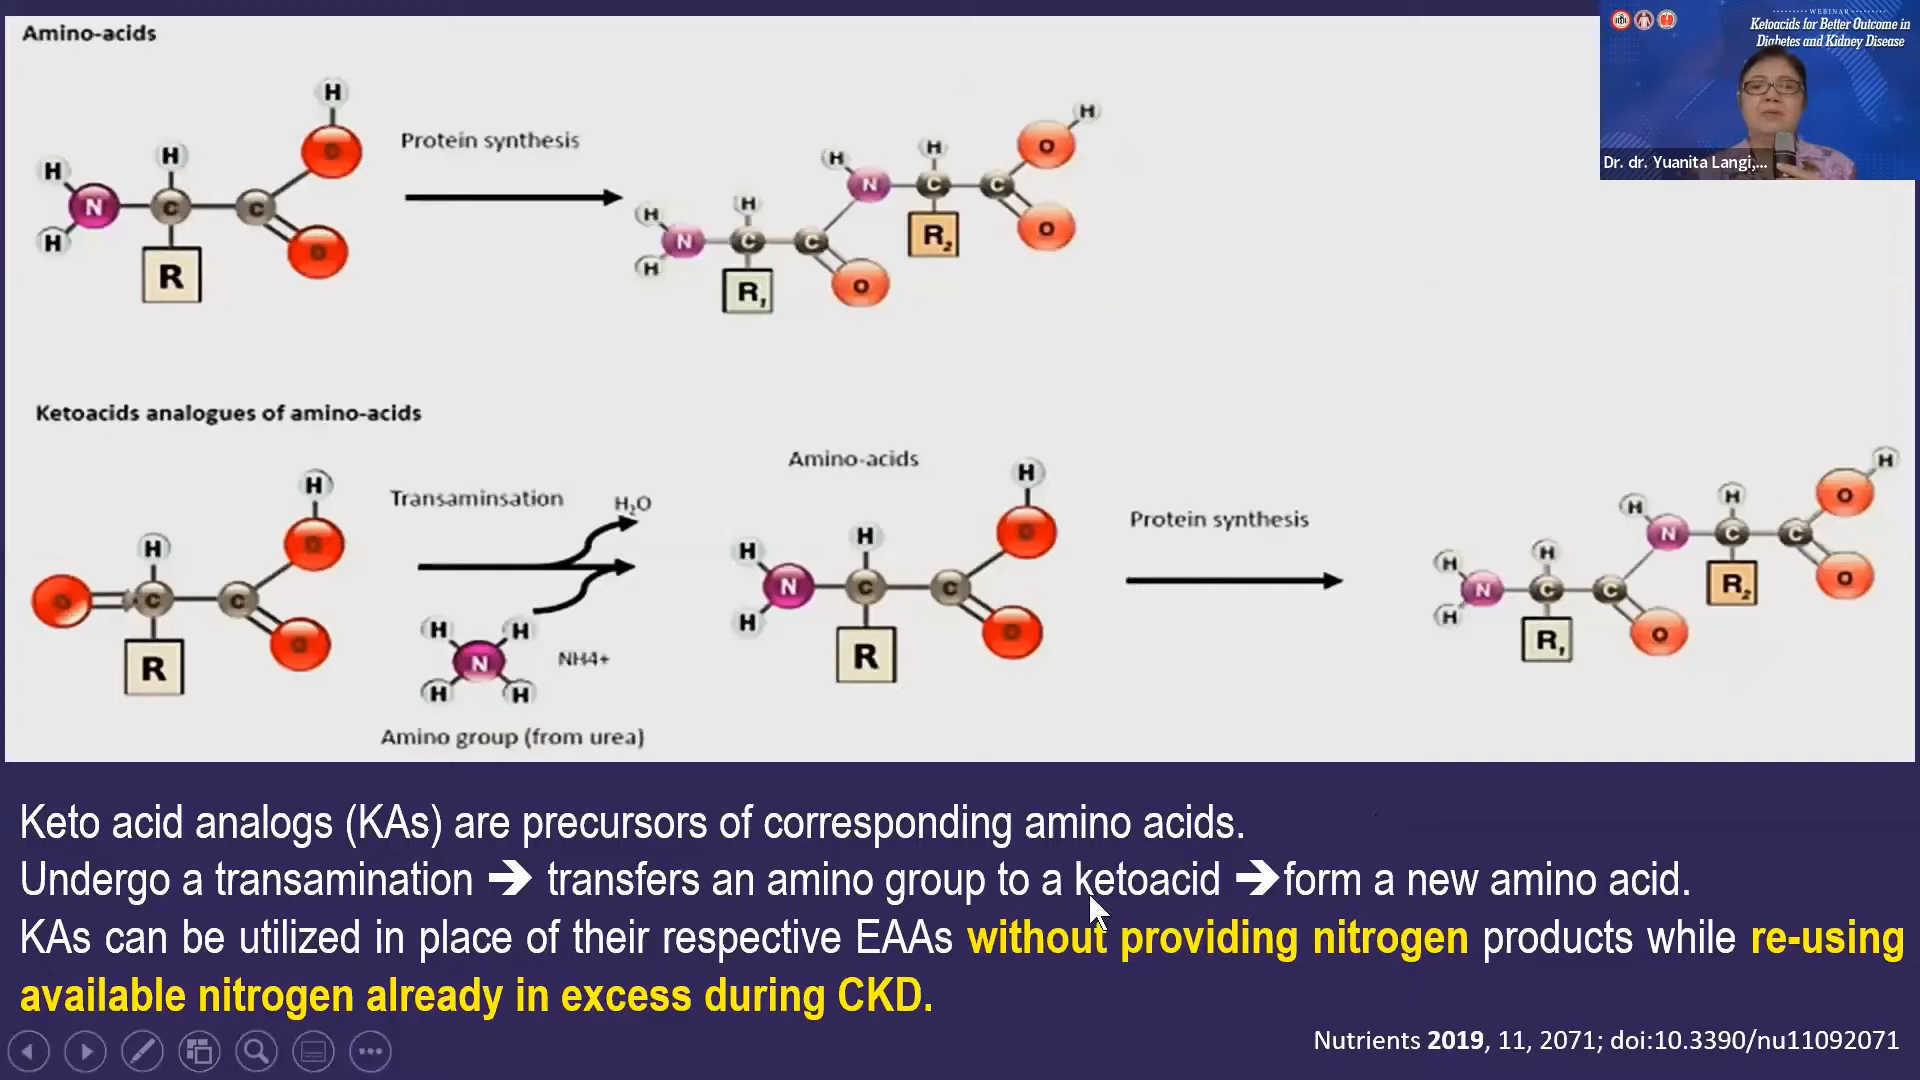 Amino-acids
WEBINAR
Ketoacids for Better Outcome in
Diabetes and Kidney Disease
Dr. dr. Yuanita Langi,...
Protein synthesis
H
H
H
H
N
C
C
O
O
R
H
H
N
H
C
C
O
R1
H
N
H
C
C
O
H
O
R2
Ketoacids analogues of amino-acids
Transaminsation
H2O
Amino-acids
Protein synthesis
O
H
C
C
O
H
O
R
H
H
N
H
H
NH4+
Amino group (from urea)
H
H
N
H
C
C
O
H
O
R
H
H
N
H
C
C
O
R1
H
N
H
C
C
O
H
O
R2
Keto acid analogs (KAs) are precursors of corresponding amino acids.
Undergo a transamination ➔ transfers an amino group to a ketoacid ➔form a new amino acid.
KAs can be utilized in place of their respective EAAs without providing nitrogen products while re-using
available nitrogen already in excess during CKD.
Nutrients 2019, 11, 2071; doi:10.3390/nu11092071